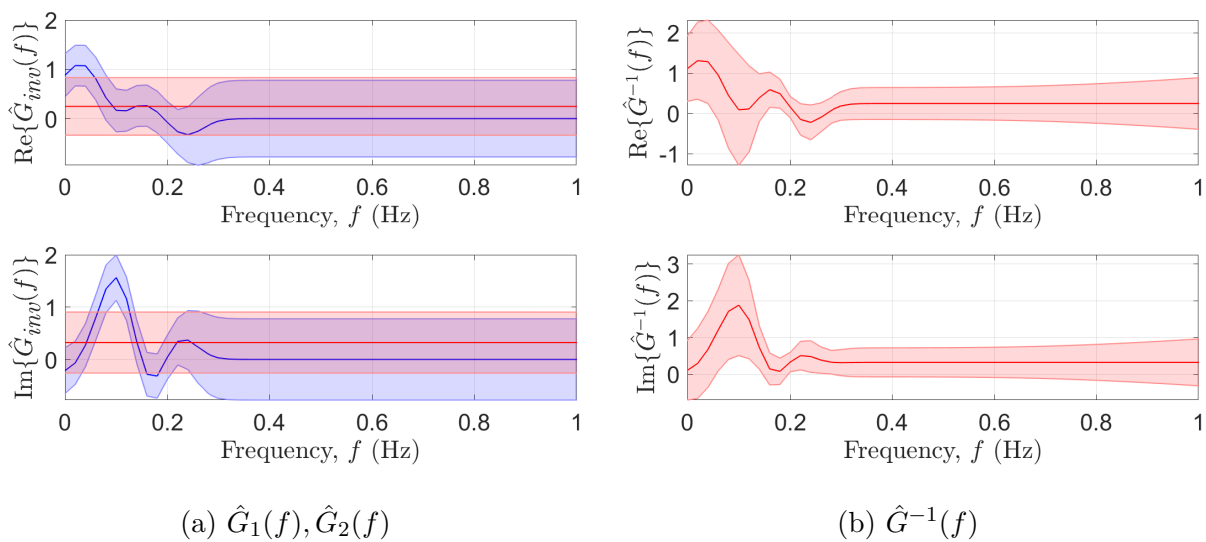 Re{Ĝ_{inv}(f)}
2
1
0
0 0.2 0.4 0.6 0.8 1
Frequency, f (Hz)
Im{Ĝ_{inv}(f)}
2
1
0
0 0.2 0.4 0.6 0.8 1
Frequency, f (Hz)
(a) Ĝ₁(f), Ĝ₂(f)
Re{Ĝ⁻¹(f)}
2
1
0
-1
0 0.2 0.4 0.6 0.8 1
Frequency, f (Hz)
Im{Ĝ⁻¹(f)}
3
2
1
0
0 0.2 0.4 0.6 0.8 1
Frequency, f (Hz)
(b) Ĝ⁻¹(f)